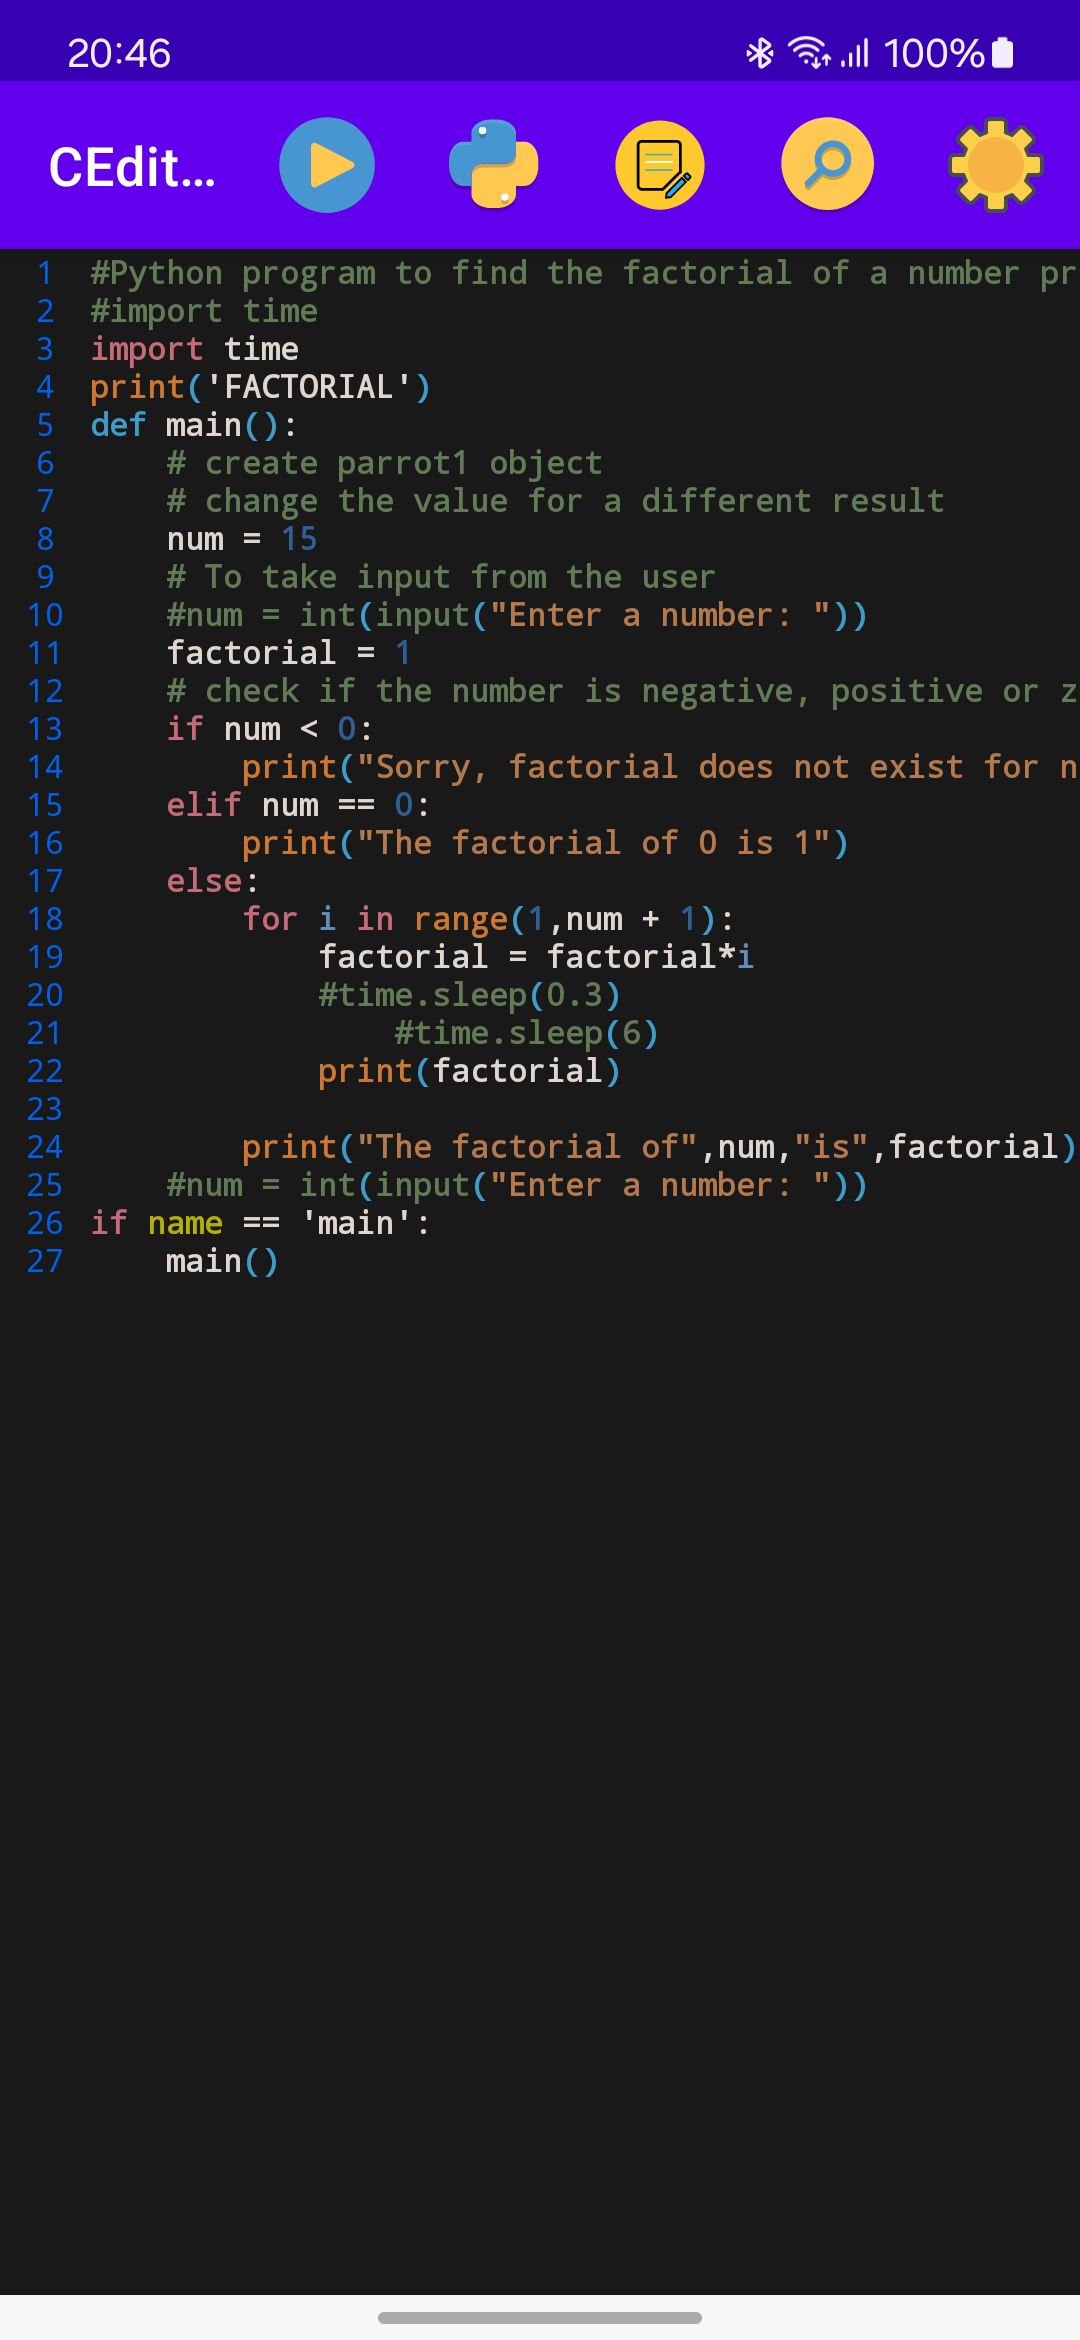 20:46 100%
CEdit...
1 #Python program to find the factorial of a number pr
2 #import time
3 import time
4 print('FACTORIAL')
5 def main():
6     # create parrot1 object
7     # change the value for a different result
8     num = 15
9     # To take input from the user
10     #num = int(input("Enter a number: "))
11     factorial = 1
12     # check if the number is negative, positive or z
13     if num < 0:
14         print("Sorry, factorial does not exist for n
15     elif num == 0:
16         print("The factorial of 0 is 1")
17     else:
18         for i in range(1,num + 1):
19             factorial = factorial*i
20             #time.sleep(0.3)
21                 #time.sleep(6)
22             print(factorial)
23
24         print("The factorial of",num,"is",factorial)
25     #num = int(input("Enter a number: "))
26 if name == 'main':
27     main()